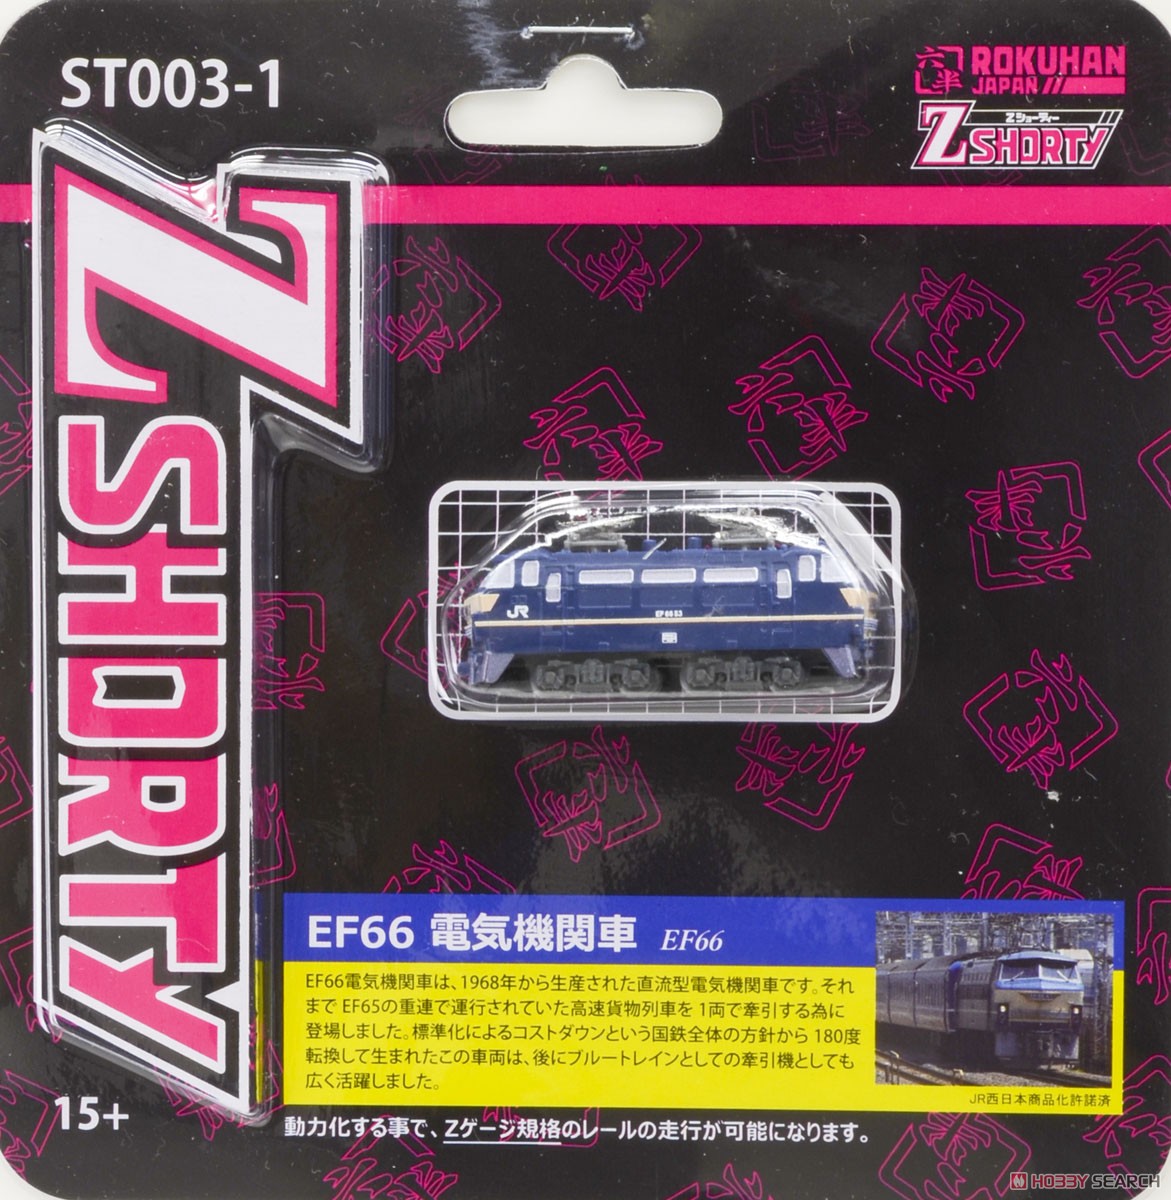 ST003-1
六半
ROKUHAN
JAPAN
Zショーティー
Z SHORTY
Z SHORTY
JR
EF66 53
EF66 電気機関車 EF66
EF66電気機関車は、1968年から生産された直流型電気機関車です。それ
まで EF65の重連で運行されていた高速貨物列車を 1両で牽引する為に
登場しました。標準化によるコストダウンという国鉄全体の方針から 180度
転換して生まれたこの車両は、後にブルートレインとしての牽引機としても
広く活躍しました。
JR西日本商品化許諾済
15+
動力化する事で、Zゲージ規格のレールの走行が可能になります。
HOBBY SEARCH